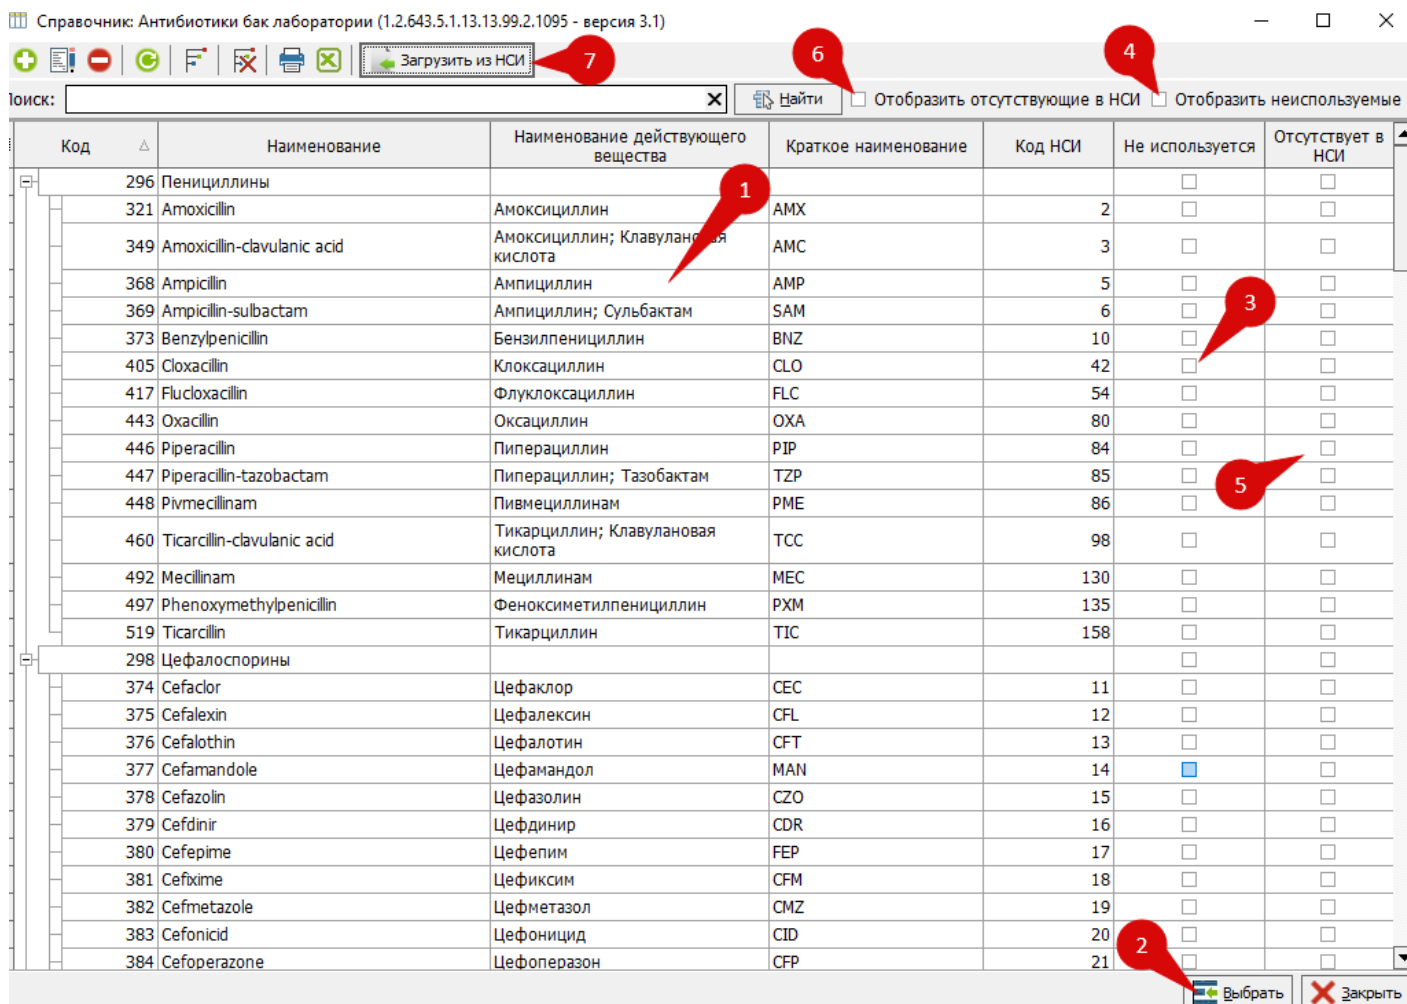 Справочник: Антибиотики бак лаборатории (1.2.643.5.1.13.13.99.2.1095 - версия 3.1)
Загрузить из НСИ 7 6 4
Поиск: Найти Отобразить отсутствующие в НСИ Отобразить неиспользуемые
Код Наименование Наименование действующего вещества Краткое наименование Код НСИ Не используется Отсутствует в НСИ
296 Пенициллины
1
321 Amoxicillin Амоксициллин AMX 2
349 Amoxicillin-clavulanic acid Амоксициллин; Клавулановая кислота AMC 3
368 Ampicillin Ампициллин AMP 5
3
369 Ampicillin-sulbactam Ампициллин; Сульбактам SAM 6
373 Benzylpenicillin Бензилпенициллин BNZ 10
405 Cloxacillin Клоксациллин CLO 42
417 Flucloxacillin Флуклоксациллин FLC 54
443 Oxacillin Оксациллин OXA 80
446 Piperacillin Пиперациллин PIP 84
447 Piperacillin-tazobactam Пиперациллин; Тазобактам TZP 85
5
448 Pivmecillinam Пивмециллинам PME 86
460 Ticarcillin-clavulanic acid Тикарциллин; Клавулановая кислота TCC 98
492 Mecillinam Мециллинам MEC 130
497 Phenoxymethylpenicillin Феноксиметилпенициллин PXM 135
519 Ticarcillin Тикарциллин TIC 158
298 Цефалоспорины
374 Cefaclor Цефаклор CEC 11
375 Cefalexin Цефалексин CFL 12
376 Cefalothin Цефалотин CFT 13
377 Cefamandole Цефамандол MAN 14
378 Cefazolin Цефазолин CZO 15
379 Cefdinir Цефдинир CDR 16
380 Cefepime Цефепим FEP 17
381 Cefixime Цефиксим CFM 18
382 Cefmetazole Цефметазол CMZ 19
383 Cefonicid Цефоницид CID 20
2
384 Cefoperazone Цефоперазон CFP 21
Выбрать Закрыть